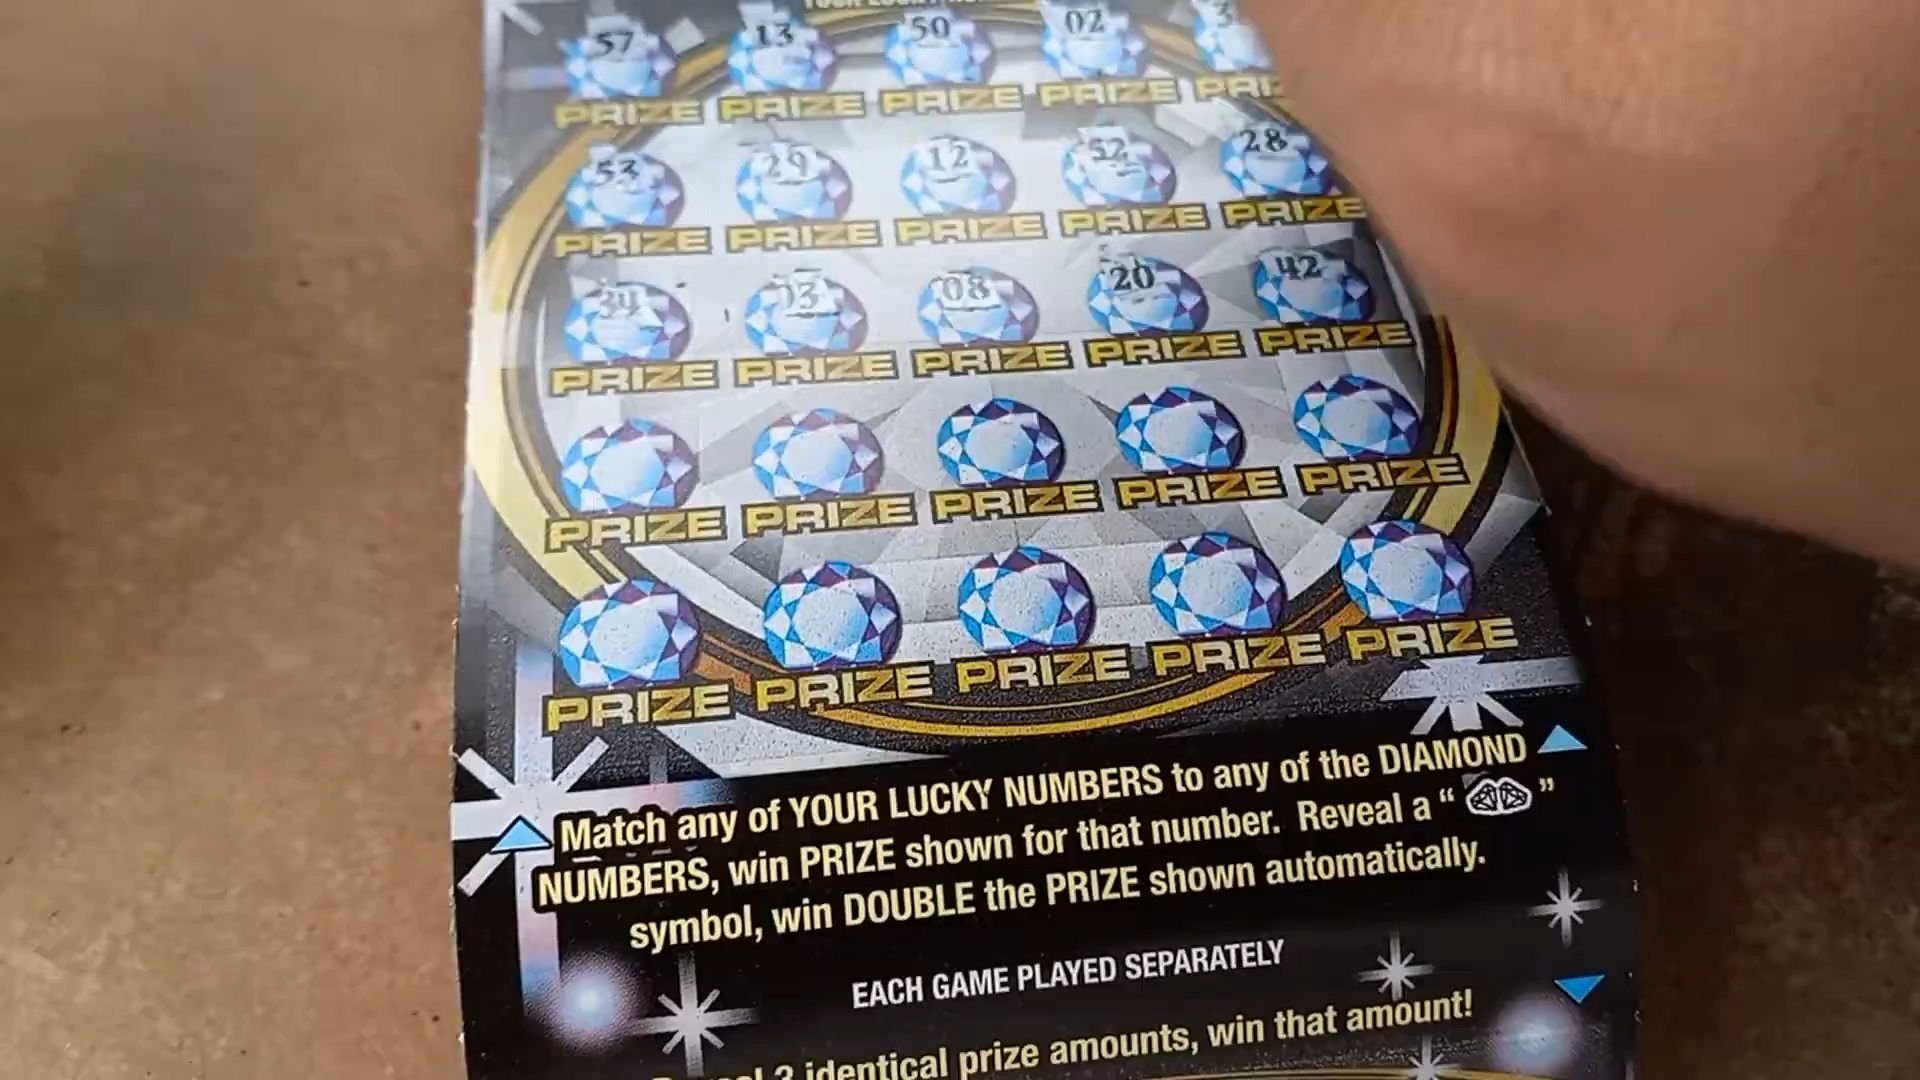 57 13 50 02
PRIZE PRIZE PRIZE PRIZE
53 29 12 52 28
PRIZE PRIZE PRIZE PRIZE PRIZE
34 03 08 20 42
PRIZE PRIZE PRIZE PRIZE PRIZE
PRIZE PRIZE PRIZE PRIZE PRIZE
PRIZE PRIZE PRIZE PRIZE PRIZE
Match any of YOUR LUCKY NUMBERS to any of the DIAMOND
NUMBERS, win PRIZE shown for that number. Reveal a “ ”
symbol, win DOUBLE the PRIZE shown automatically.
EACH GAME PLAYED SEPARATELY
3 identical prize amounts, win that amount!